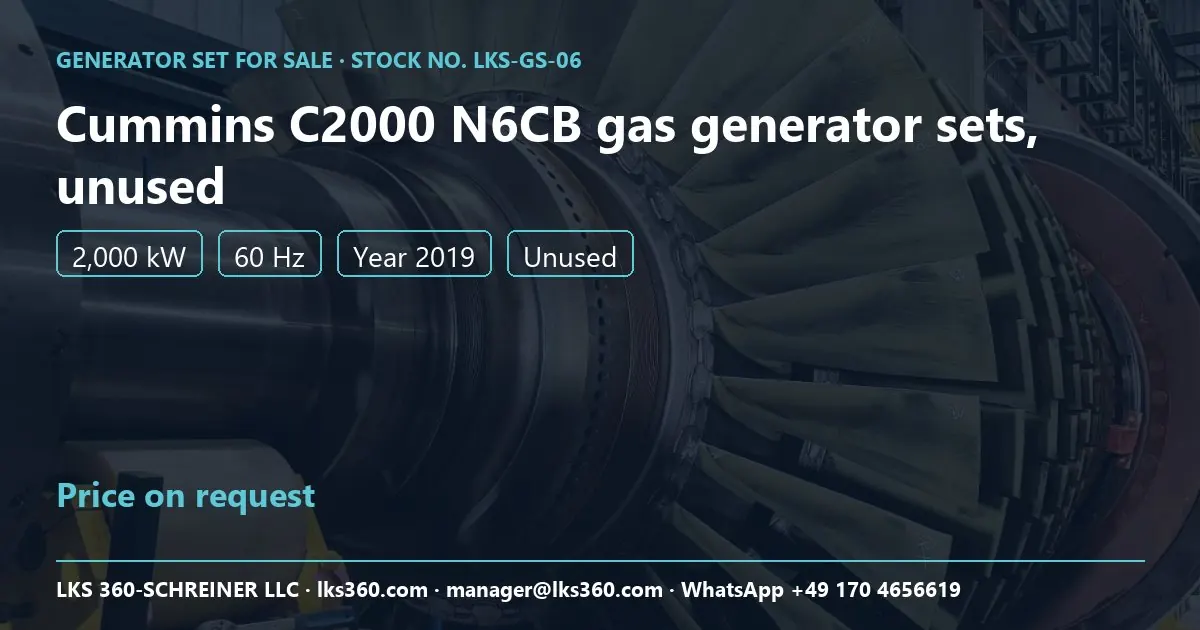 GENERATOR SET FOR SALE · STOCK NO. LKS-GS-06
Cummins C2000 N6CB gas generator sets,
unused
2,000 kW 60 Hz Year 2019 Unused
Price on request
LKS 360-SCHREINER LLC · lks360.com · manager@lks360.com · WhatsApp +49 170 4656619